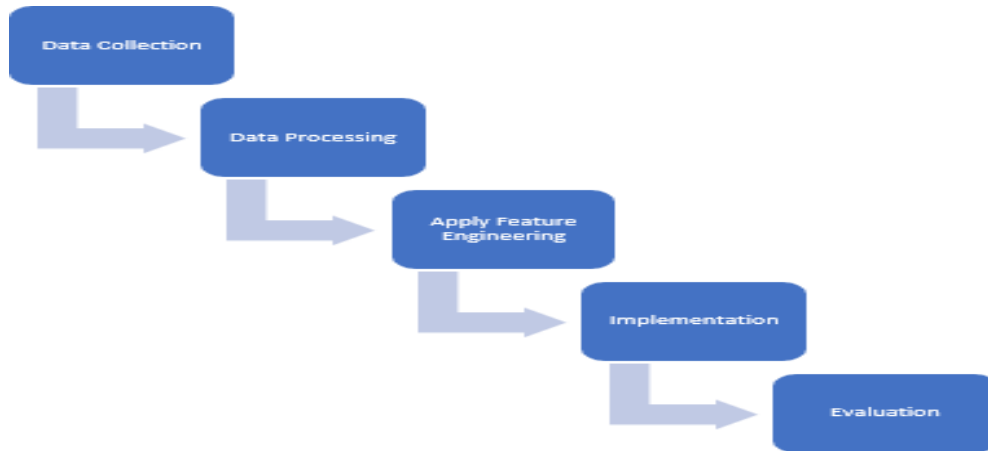 Data Collection
Data Processing
Apply Feature
Engineering
Implementation
Evaluation